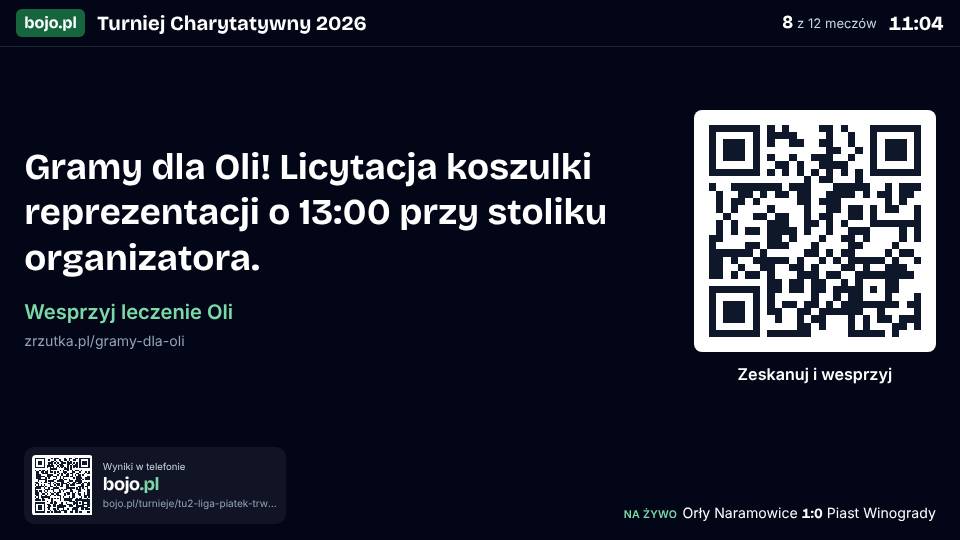 bojo.pl Turniej Charytatywny 2026
8 z 12 meczów 11:04
Gramy dla Oli! Licytacja koszulki
reprezentacji o 13:00 przy stoliku
organizatora.
Wesprzyj leczenie Oli
zrzutka.pl/gramy-dla-oli
Zeskanuj i wesprzyj
Wyniki w telefonie
bojo.pl
bojo.pl/turnieje/tu2-liga-piatek-trw...
NA ŻYWO Orły Naramowice 1:0 Piast Winogrady